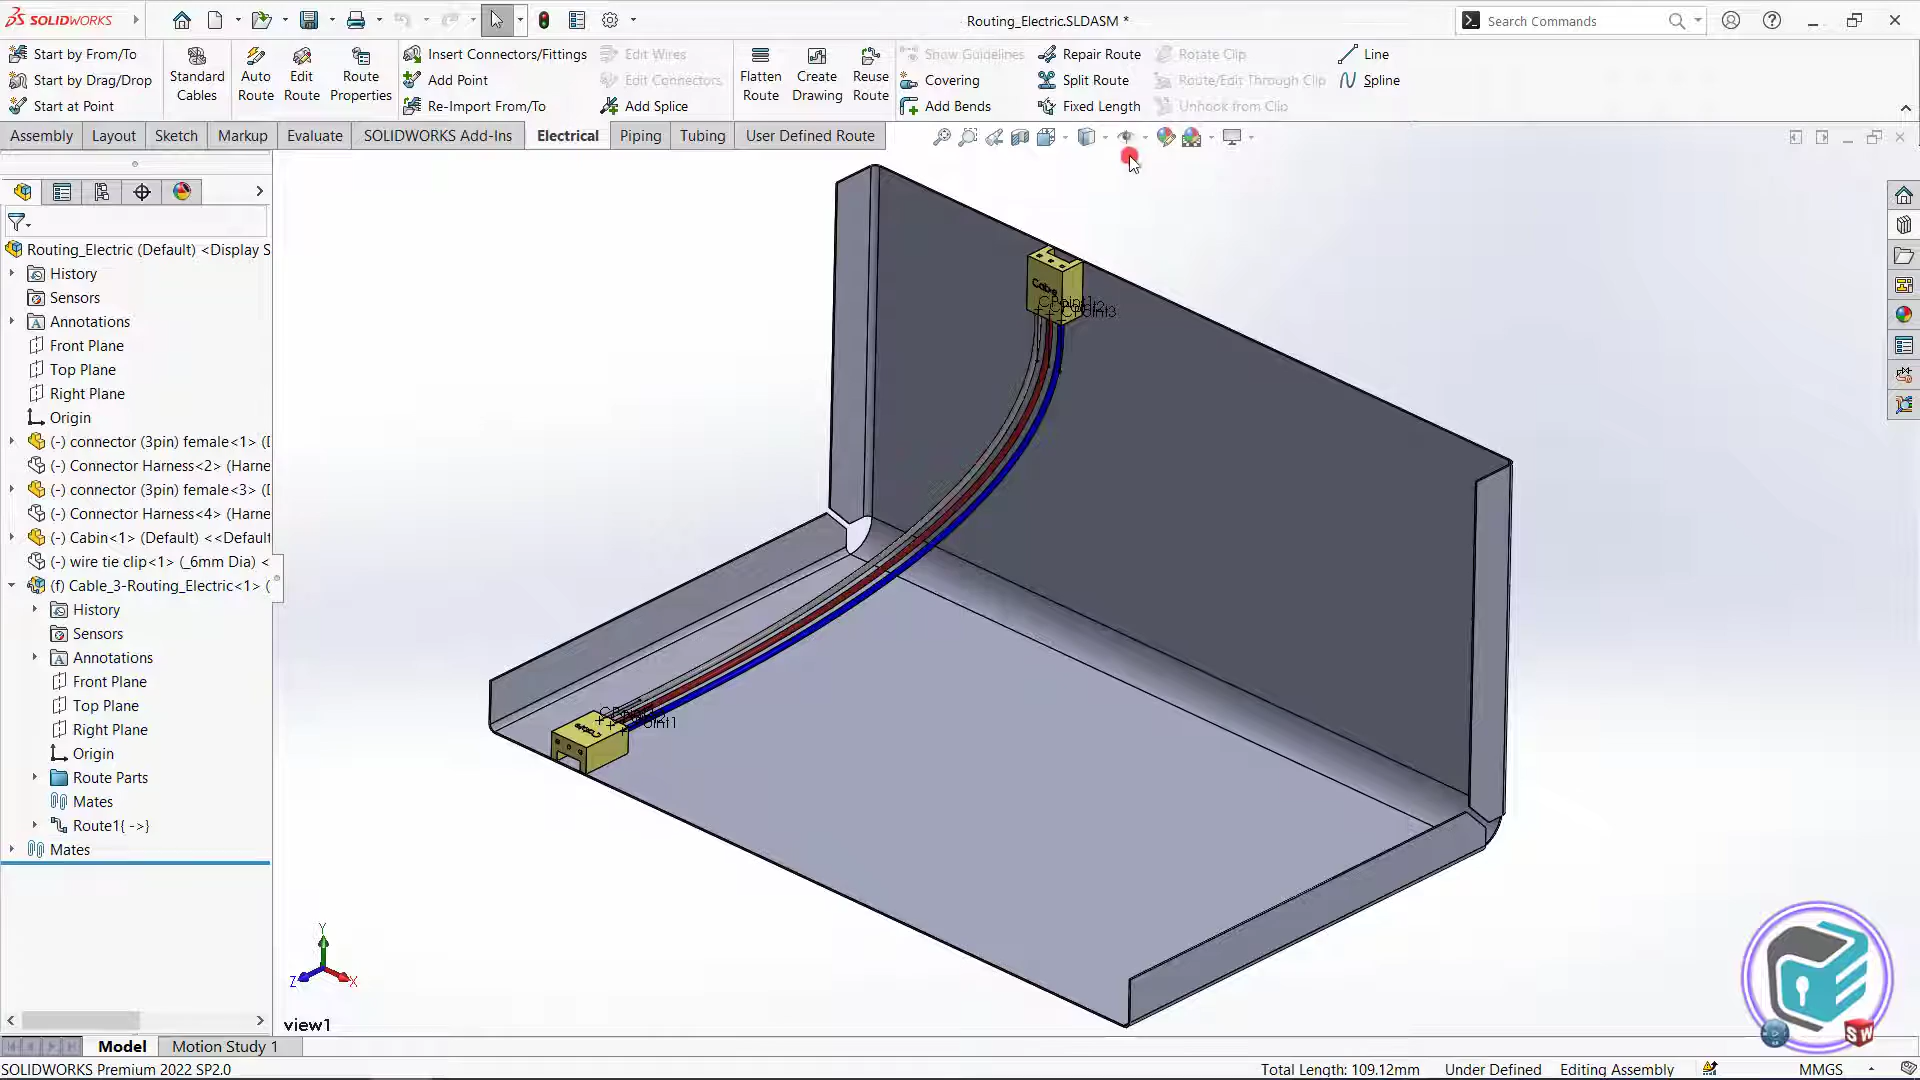 SOLIDWORKS
Routing_Electric.SLDASM *
Search Commands
Start by From/To
Start by Drag/Drop
Start at Point
Standard Cables
Auto Route
Edit Route
Route Properties
Insert Connectors/Fittings
Add Point
Re-Import From/To
Edit Wires
Edit Connectors
Add Splice
Flatten Route
Create Drawing
Reuse Route
Show Guidelines
Covering
Add Bends
Repair Route
Split Route
Fixed Length
Rotate Clip
Route/Edit Through Clip
Unhook from Clip
Line
Spline
Assembly
Layout
Sketch
Markup
Evaluate
SOLIDWORKS Add-Ins
Electrical
Piping
Tubing
User Defined Route
Routing_Electric (Default) <Display S
History
Sensors
Annotations
Front Plane
Top Plane
Right Plane
Origin
(-) connector (3pin) female<1> ([
(-) Connector Harness<2> (Harne
(-) connector (3pin) female<3> ([
(-) Connector Harness<4> (Harne
(-) Cabin<1> (Default) <<Default
(-) wire tie clip<1> (_6mm Dia) <
(f) Cable_3-Routing_Electric<1> (
History
Sensors
Annotations
Front Plane
Top Plane
Right Plane
Origin
Route Parts
Mates
Route1{ ->}
Mates
CPoint3
Y
Z
X
view1
Model
Motion Study 1
SOLIDWORKS Premium 2022 SP2.0
Total Length: 109.12mm
Under Defined
Editing Assembly
MMGS
SW